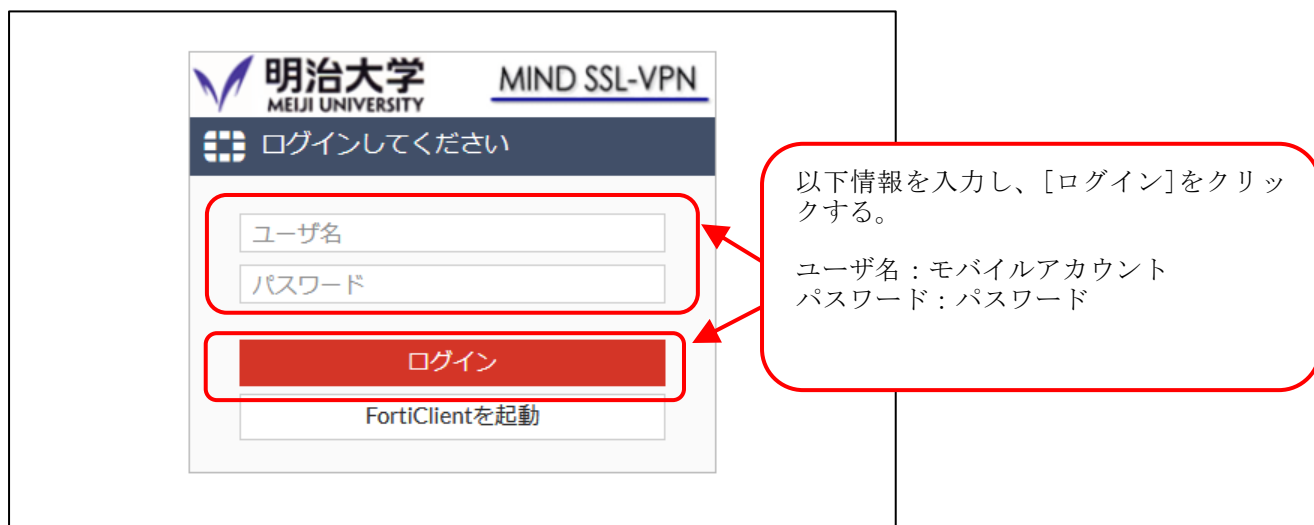 明治大学
MEIJI UNIVERSITY
MIND SSL-VPN
ログインしてください
ユーザ名
パスワード
ログイン
FortiClientを起動
以下情報を入力し、[ログイン]をクリッ
クする。
ユーザ名：モバイルアカウント
パスワード：パスワード